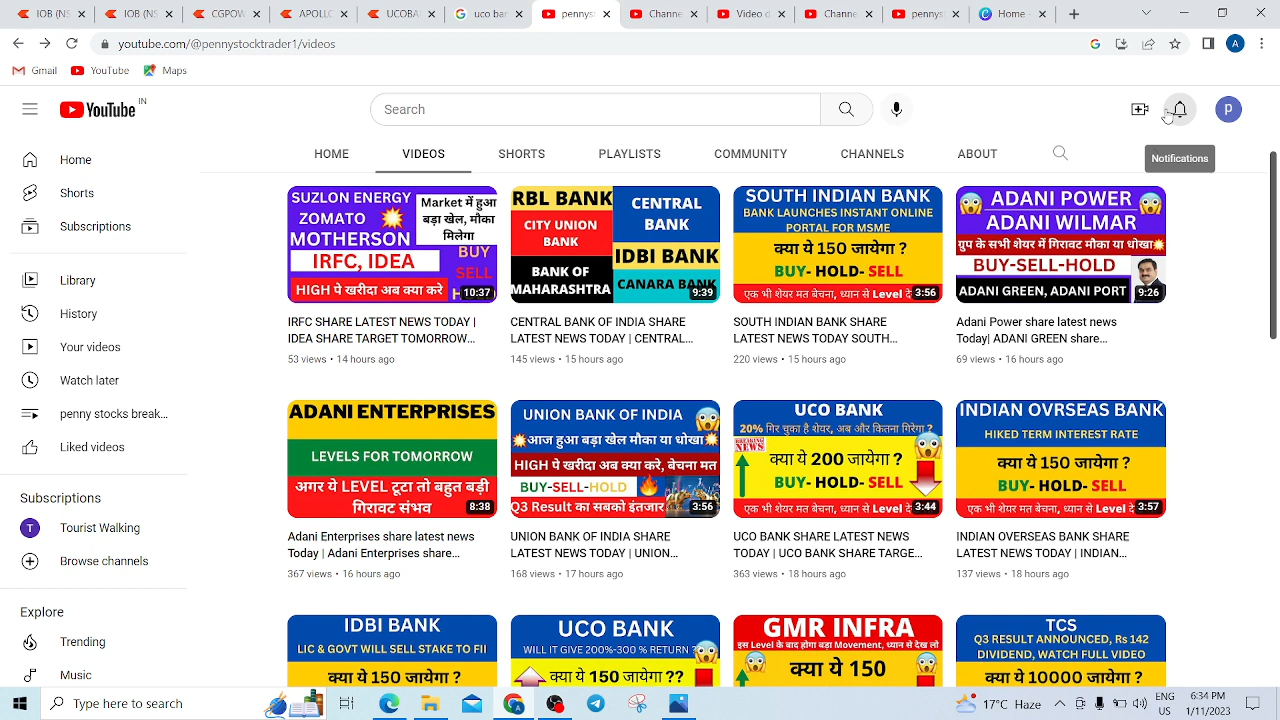 IOB (NS
CGPOW
APOLLO
UCOBAN
uco ban
pennys
Channe
Video d
Channe
pennys
Home -
youtube.com/@pennystocktrader1/videos
A
Gmail
YouTube
Maps
YouTube IN
Search
P
Home
Shorts
Subscriptions
Library
History
Your videos
Watch later
penny stocks break...
Liked videos
Subscriptions
T Tourist Walking
Browse channels
Explore
Trending
Music
HOME
VIDEOS
SHORTS
PLAYLISTS
COMMUNITY
CHANNELS
ABOUT
Notifications
SUZLON ENERGY
ZOMATO
MOTHERSON
Market में हुआ
बड़ा खेल, मौका
मिलेगा
IRFC, IDEA
BUY
SELL
HIGH पे खरीदा अब क्या करे
10:37
IRFC SHARE LATEST NEWS TODAY |
IDEA SHARE TARGET TOMORROW...
53 views • 14 hours ago
RBL BANK
CITY UNION
BANK
BANK OF
MAHARASHTRA
CENTRAL
BANK
IDBI BANK
CANARA BANK
9:39
CENTRAL BANK OF INDIA SHARE
LATEST NEWS TODAY | CENTRAL...
145 views • 15 hours ago
SOUTH INDIAN BANK
BANK LAUNCHES INSTANT ONLINE
PORTAL FOR MSME
क्या ये 150 जायेगा ?
BUY- HOLD- SELL
एक भी शेयर मत बेचना, ध्यान से Level दे
3:56
SOUTH INDIAN BANK SHARE
LATEST NEWS TODAY SOUTH...
220 views • 15 hours ago
ADANI POWER
ADANI WILMAR
ग्रुप के सभी शेयर में गिरावट मौका या धोखा
BUY-SELL-HOLD
ADANI GREEN, ADANI PORT
9:26
Adani Power share latest news
Today| ADANI GREEN share...
69 views • 16 hours ago
ADANI ENTERPRISES
LEVELS FOR TOMORROW
अगर ये LEVEL टूटा तो बहुत बड़ी
गिरावट संभव
8:38
Adani Enterprises share latest news
Today | Adani Enterprises share...
367 views • 16 hours ago
UNION BANK OF INDIA
आज हुआ बड़ा खेल मौका या धोखा
HIGH पे खरीदा अब क्या करे, बेचना मत
BUY-SELL-HOLD
Q3 Result का सबको इंतजार
3:56
UNION BANK OF INDIA SHARE
LATEST NEWS TODAY | UNION...
168 views • 17 hours ago
UCO BANK
20% गिर चुका है शेयर, अब और कितना गिरेगा ?
BREAKING
NEWS
क्या ये 200 जायेगा ?
BUY- HOLD- SELL
एक भी शेयर मत बेचना, ध्यान से Level दे
3:44
UCO BANK SHARE LATEST NEWS
TODAY | UCO BANK SHARE TARGE...
363 views • 18 hours ago
INDIAN OVRSEAS BANK
HIKED TERM INTEREST RATE
क्या ये 150 जायेगा ?
BUY- HOLD- SELL
एक भी शेयर मत बेचना, ध्यान से Level दे
3:57
INDIAN OVERSEAS BANK SHARE
LATEST NEWS TODAY | INDIAN...
137 views • 18 hours ago
IDBI BANK
LIC & GOVT WILL SELL STAKE TO FII
क्या ये 150 जायेगा ?
UCO BANK
WILL IT GIVE 200%-300 % RETURN ?
क्या ये 150 जायेगा ??
GMR INFRA
इस Level के बाद होगा बड़ा Movement, ध्यान से देख लो
क्या ये 150
TCS
Q3 RESULT ANNOUNCED, Rs 142
DIVIDEND, WATCH FULL VIDEO
क्या ये 10000 जायेगा ?
Type here to search
17°C Haze
ENG
US
6:34 PM
1/11/2023